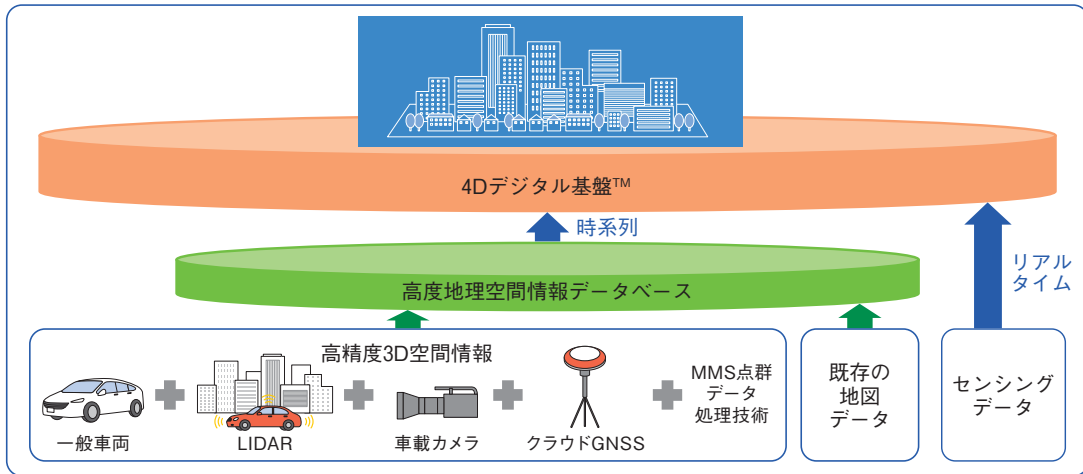 4Dデジタル基盤™
時系列
リアル
タイム
高度地理空間情報データベース
高精度3D空間情報
一般車両
LIDAR
車載カメラ
クラウドGNSS
MMS点群
データ
処理技術
既存の
地図
データ
センシング
データ